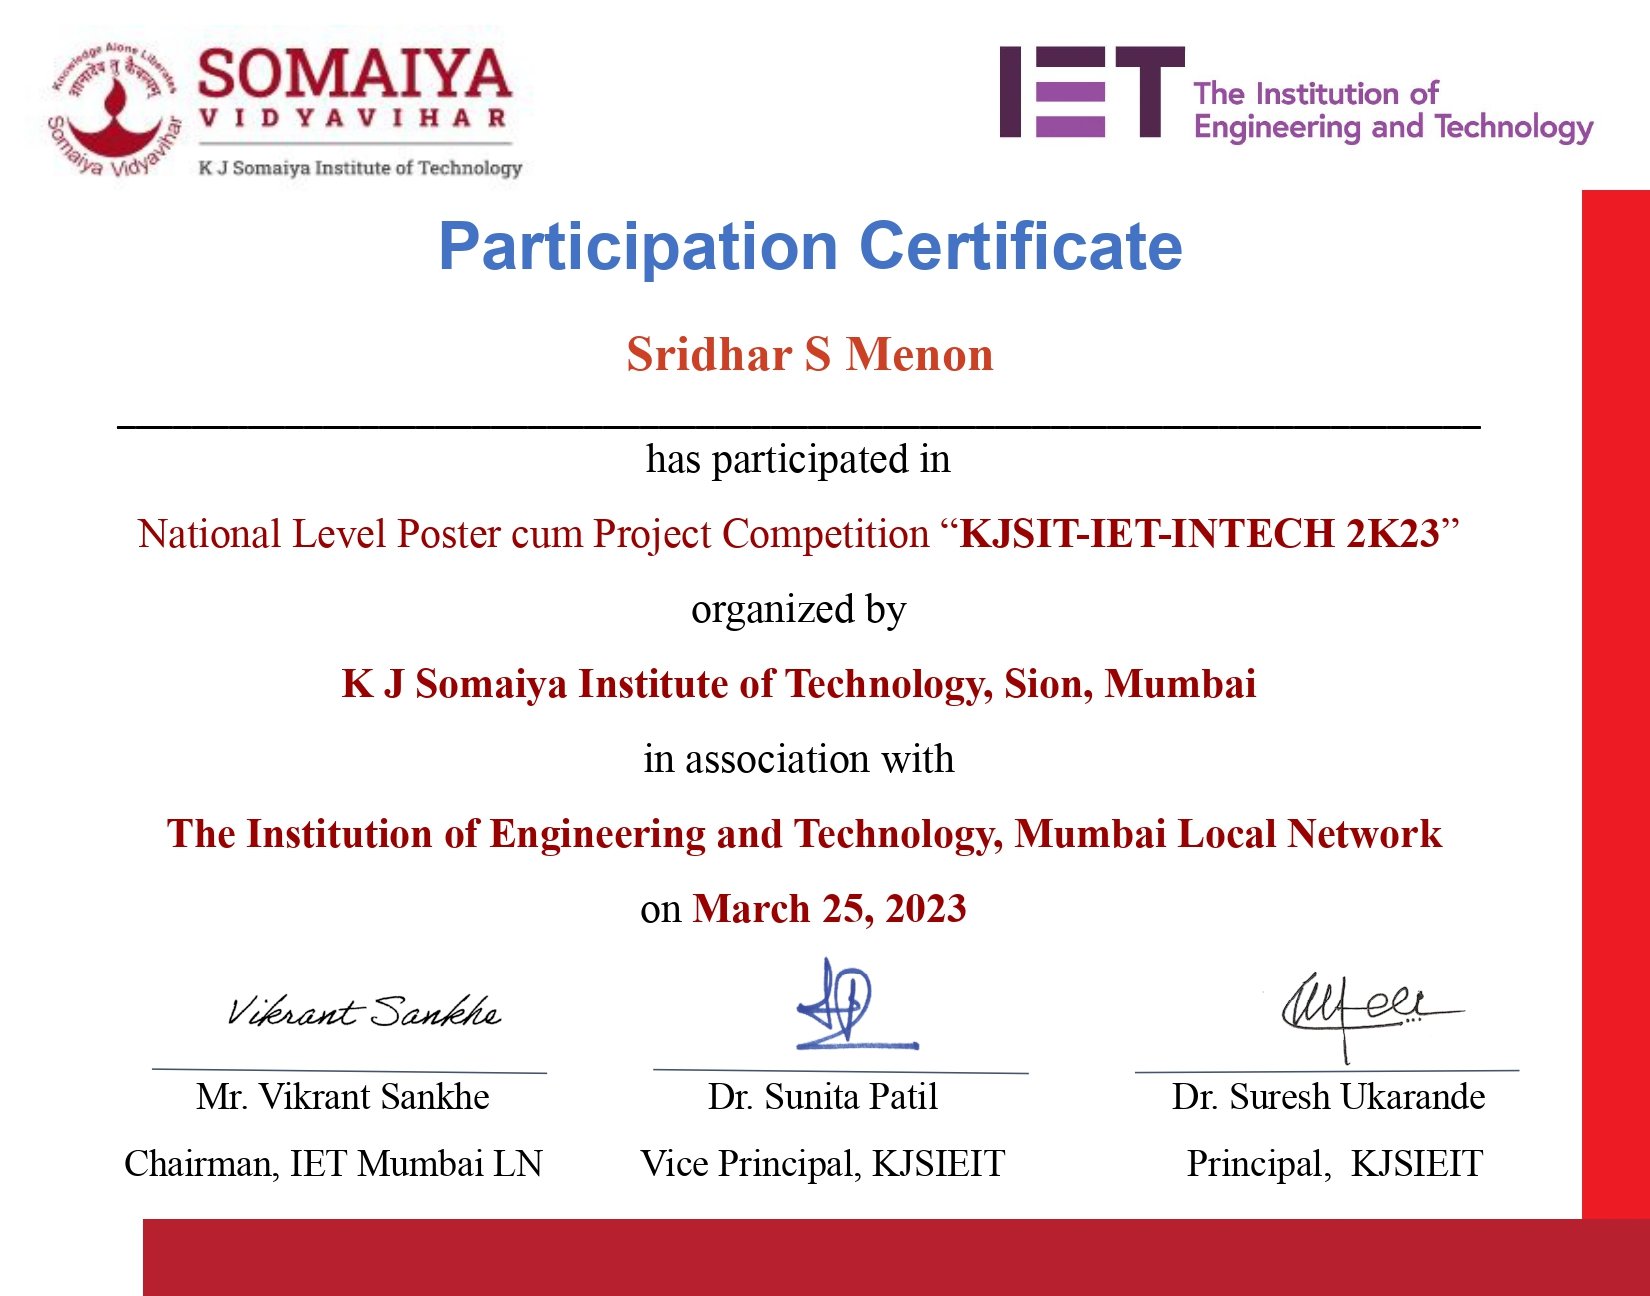 Knowledge Alone Liberates
ज्ञानादेव तु कैवल्यम्
Somaiya Vidyavihar
SOMAIYA
VIDYAVIHAR
K J Somaiya Institute of Technology
IET The Institution of
Engineering and Technology
Participation Certificate
Sridhar S Menon
has participated in
National Level Poster cum Project Competition “KJSIT-IET-INTECH 2K23”
organized by
K J Somaiya Institute of Technology, Sion, Mumbai
in association with
The Institution of Engineering and Technology, Mumbai Local Network
on March 25, 2023
Vikrant Sankhe
Mr. Vikrant Sankhe Dr. Sunita Patil Dr. Suresh Ukarande
Chairman, IET Mumbai LN Vice Principal, KJSIEIT Principal, KJSIEIT